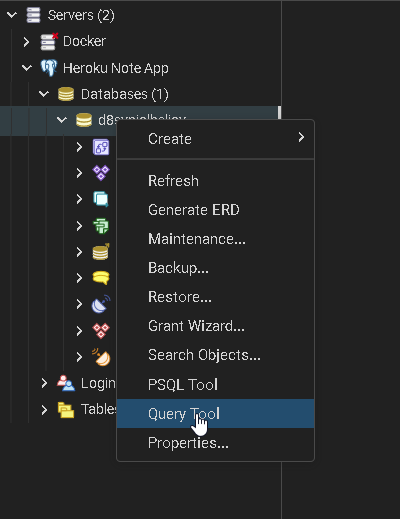 Servers (2)
Docker
Heroku Note App
Databases (1)
Create
Refresh
Generate ERD
Maintenance...
Backup...
Restore...
Grant Wizard...
Search Objects...
PSQL Tool
Query Tool
Properties...
Login
Tables